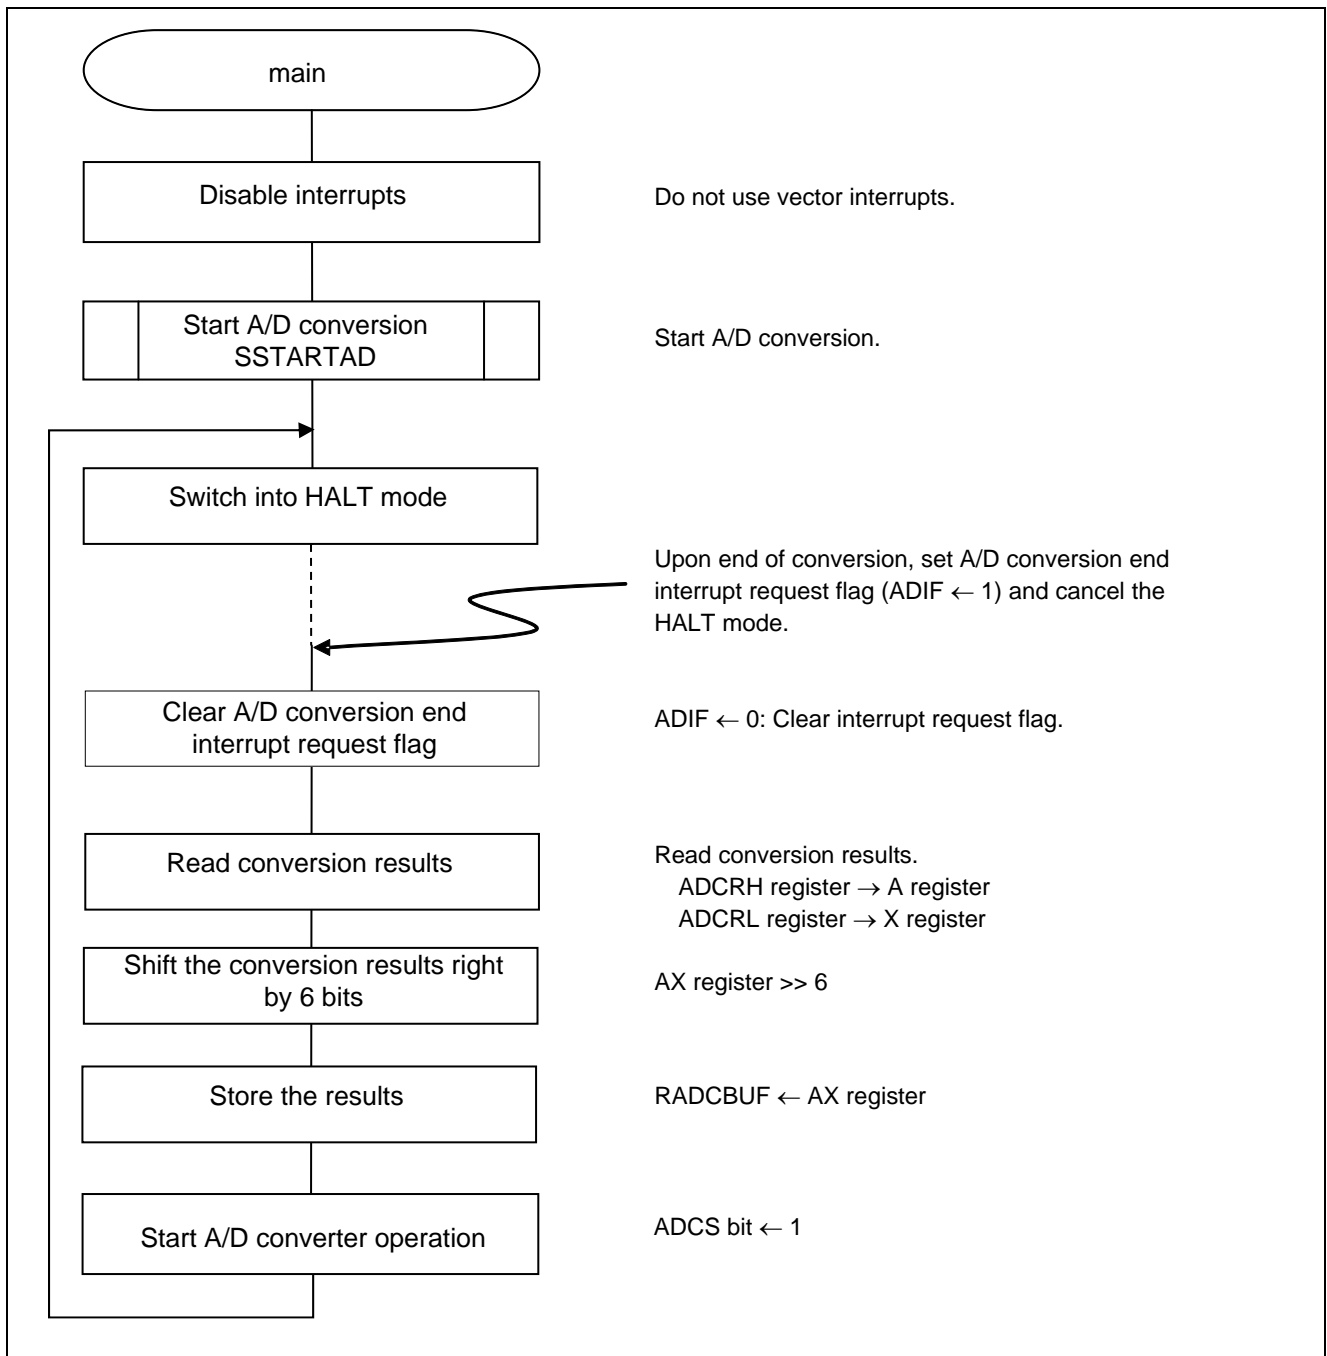 main
Disable interrupts
Do not use vector interrupts.
Start A/D conversion
SSTARTAD
Start A/D conversion.
Switch into HALT mode
Upon end of conversion, set A/D conversion end
interrupt request flag (ADIF ← 1) and cancel the
HALT mode.
Clear A/D conversion end
interrupt request flag
ADIF ← 0: Clear interrupt request flag.
Read conversion results
Read conversion results.
ADCRH register → A register
ADCRL register → X register
Shift the conversion results right
by 6 bits
AX register >> 6
Store the results
RADCBUF ← AX register
Start A/D converter operation
ADCS bit ← 1